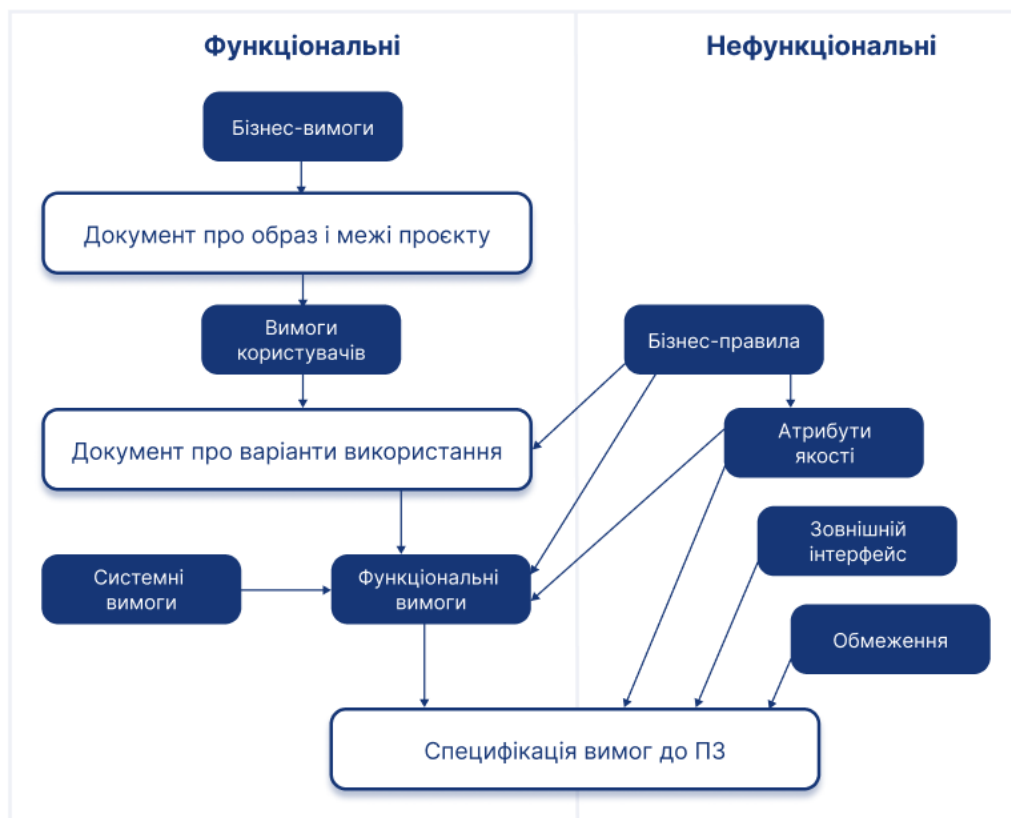 Функціональні
Нефункціональні
Бізнес-вимоги
Документ про образ і межі проєкту
Вимоги
користувачів
Бізнес-правила
Документ про варіанти використання
Атрибути
якості
Зовнішній
інтерфейс
Системні
вимоги
Функціональні
вимоги
Обмеження
Специфікація вимог до ПЗ